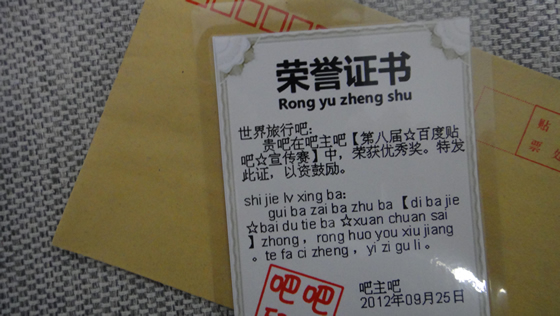 荣誉证书
Rong yu zheng shu
世界旅行吧:
贵吧在吧主吧【第八届☆百度贴
吧☆宣传赛】中，荣获优秀奖。特发
此证，以资鼓励。
shi jie lv xing ba:
gui ba zai ba zhu ba【di ba jie
☆bai du tie ba ☆xuan chuan sai
】zhong , rong huo you xiu jiang
。te fa ci zheng , yi zi gu li 。
吧吧
吧主吧
2012年09月25日
贴
票